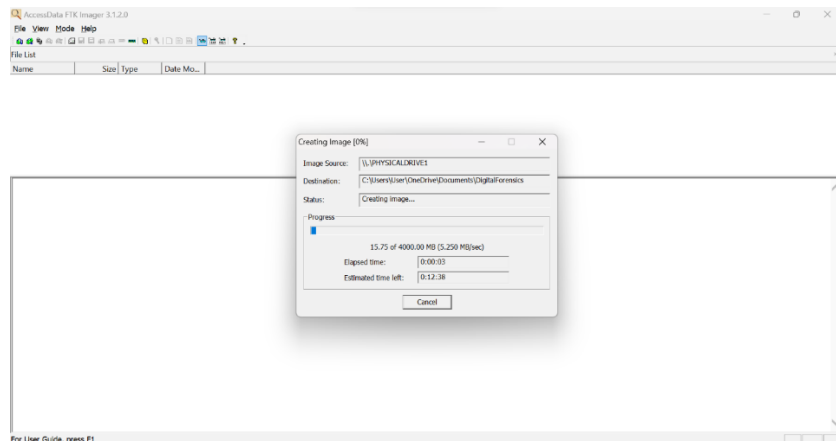 AccessData FTK Imager 3.1.2.0
File View Mode Help
File List
Name Size Type Date Mo...
Creating Image [0%]
Image Source: \\.\PHYSICALDRIVE1
Destination: C:\Users\User\OneDrive\Documents\DigitalForensics
Status: Creating image...
Progress
15.75 of 4000.00 MB (5.250 MB/sec)
Elapsed time: 0:00:03
Estimated time left: 0:12:38
Cancel
For User Guide, press F1